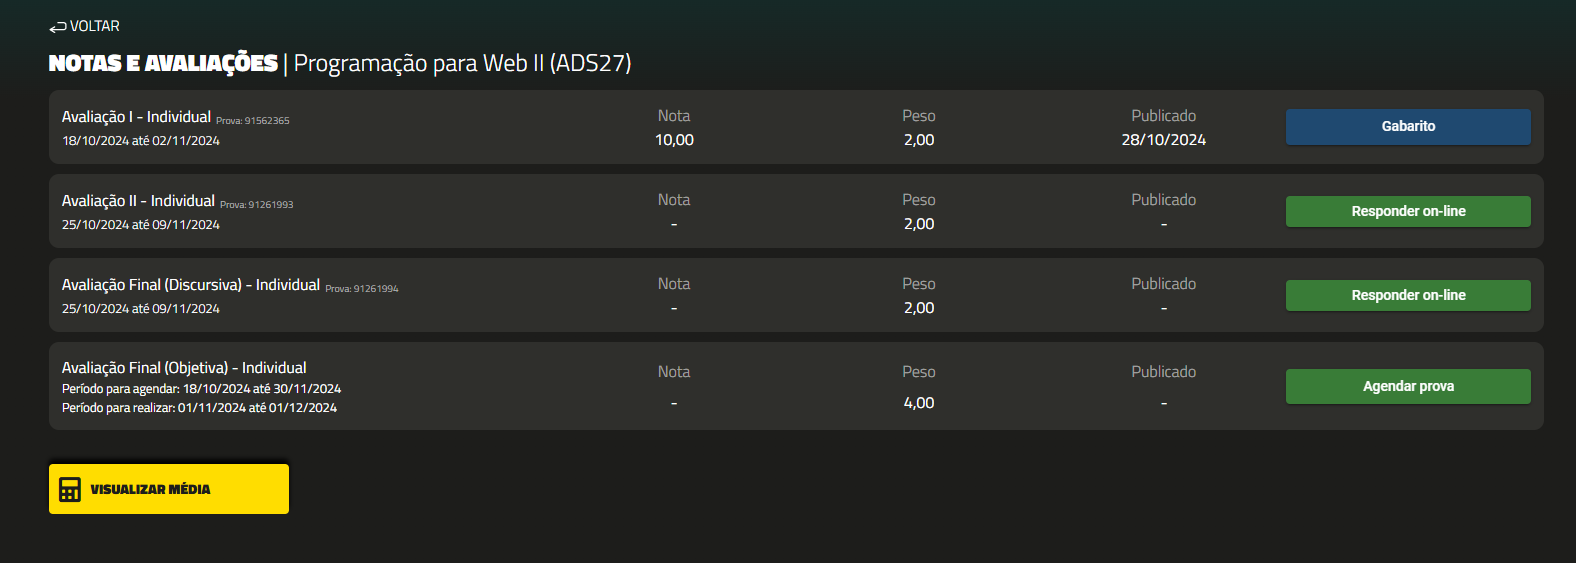 VOLTAR
NOTAS E AVALIAÇÕES | Programação para Web II (ADS27)
Avaliação I - Individual Prova: 91562365
18/10/2024 até 02/11/2024
Nota
10,00
Peso
2,00
Publicado
28/10/2024
Gabarito
Avaliação II - Individual Prova: 91261993
25/10/2024 até 09/11/2024
Nota
-
Peso
2,00
Publicado
-
Responder on-line
Avaliação Final (Discursiva) - Individual Prova: 91261994
25/10/2024 até 09/11/2024
Nota
-
Peso
2,00
Publicado
-
Responder on-line
Avaliação Final (Objetiva) - Individual
Período para agendar: 18/10/2024 até 30/11/2024
Período para realizar: 01/11/2024 até 01/12/2024
Nota
-
Peso
4,00
Publicado
-
Agendar prova
VISUALIZAR MÉDIA